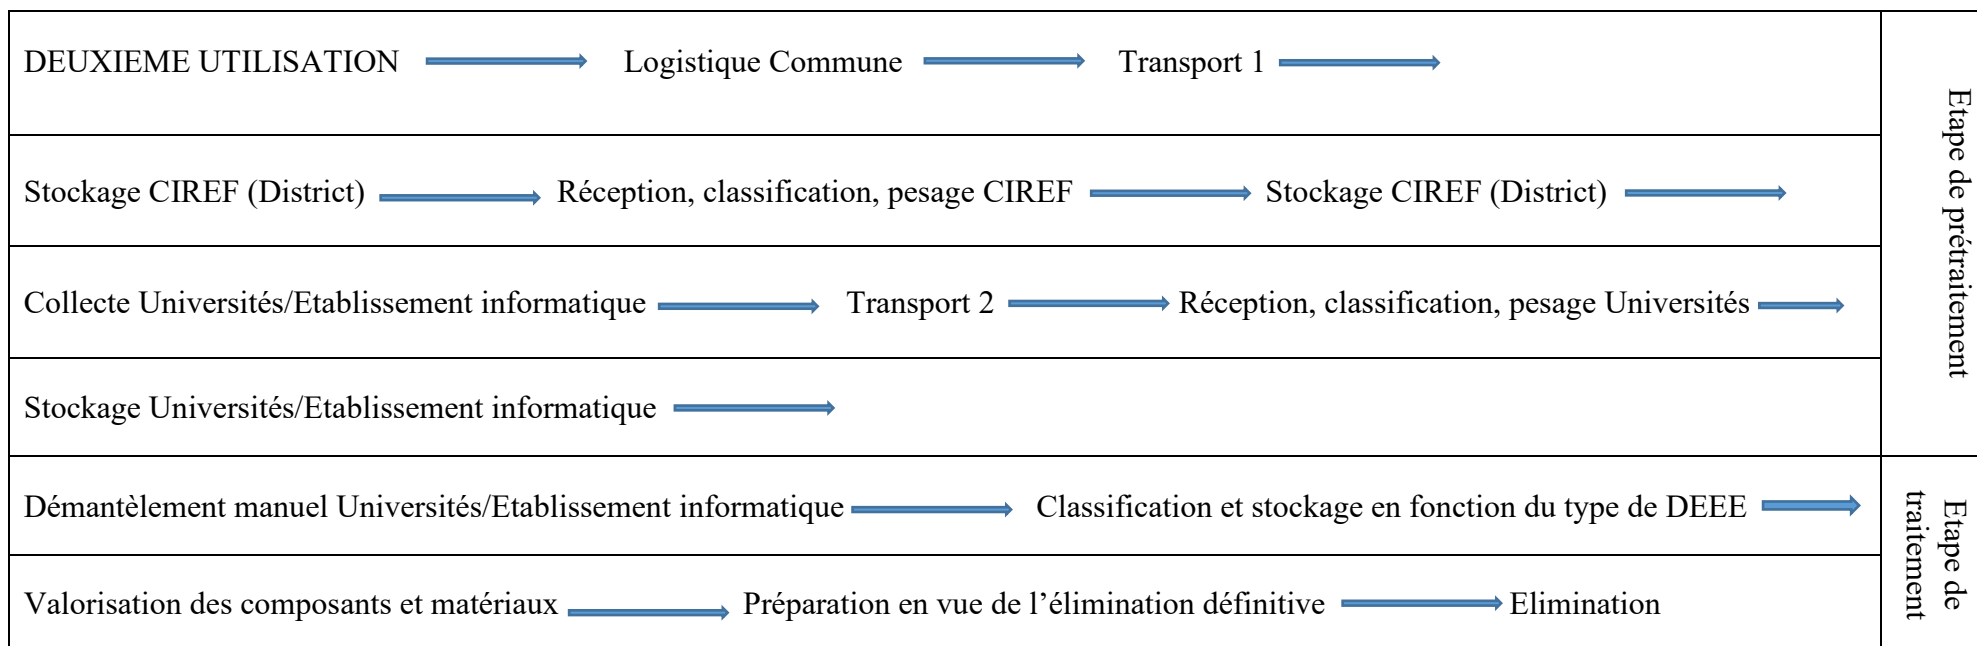 DEUXIEME UTILISATION Logistique Commune Transport 1
Stockage CIREF (District) Réception, classification, pesage CIREF Stockage CIREF (District)
Collecte Universités/Etablissement informatique Transport 2 Réception, classification, pesage Universités
Stockage Universités/Etablissement informatique
Etape de prétraitement
Démantèlement manuel Universités/Etablissement informatique Classification et stockage en fonction du type de DEEE
Valorisation des composants et matériaux Préparation en vue de l’élimination définitive Elimination
Etape de
traitement